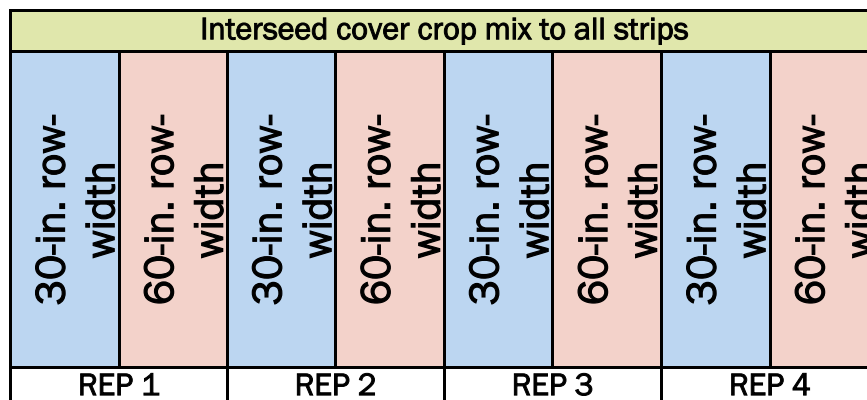 Interseed cover crop mix to all strips
30-in. row-
width
60-in. row-
width
30-in. row-
width
60-in. row-
width
30-in. row-
width
60-in. row-
width
30-in. row-
width
60-in. row-
width
REP 1
REP 2
REP 3
REP 4